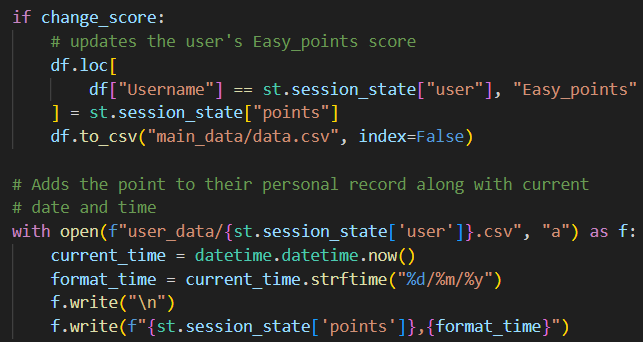 if change_score:
    # updates the user's Easy_points score
    df.loc[
        df["Username"] == st.session_state["user"], "Easy_points"
    ] = st.session_state["points"]
    df.to_csv("main_data/data.csv", index=False)

# Adds the point to their personal record along with current
# date and time
with open(f"user_data/{st.session_state['user']}.csv", "a") as f:
    current_time = datetime.datetime.now()
    format_time = current_time.strftime("%d/%m/%y")
    f.write("\n")
    f.write(f"{st.session_state['points']},{format_time}")